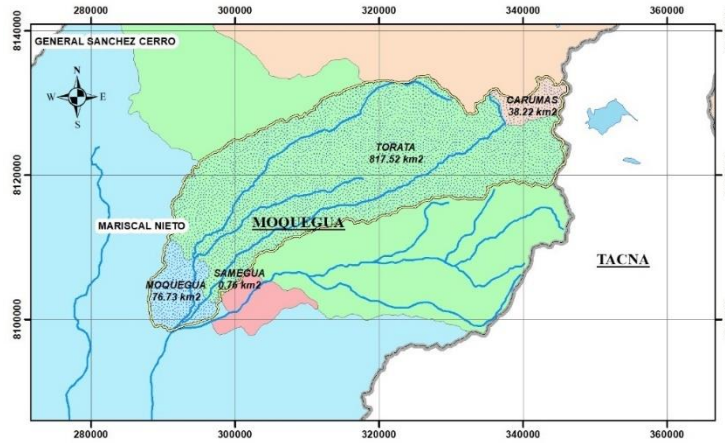 280000 300000 320000 340000 360000
8140000
GENERAL SANCHEZ CERRO
N
W E
S
CARUMAS
38.22 km2
TORATA
817.52 km2
8120000
MARISCAL NIETO
MOQUEGUA
TACNA
SAMEGUA
0.76 km2
MOQUEGUA
76.73 km2
8100000
280000 300000 320000 340000 360000